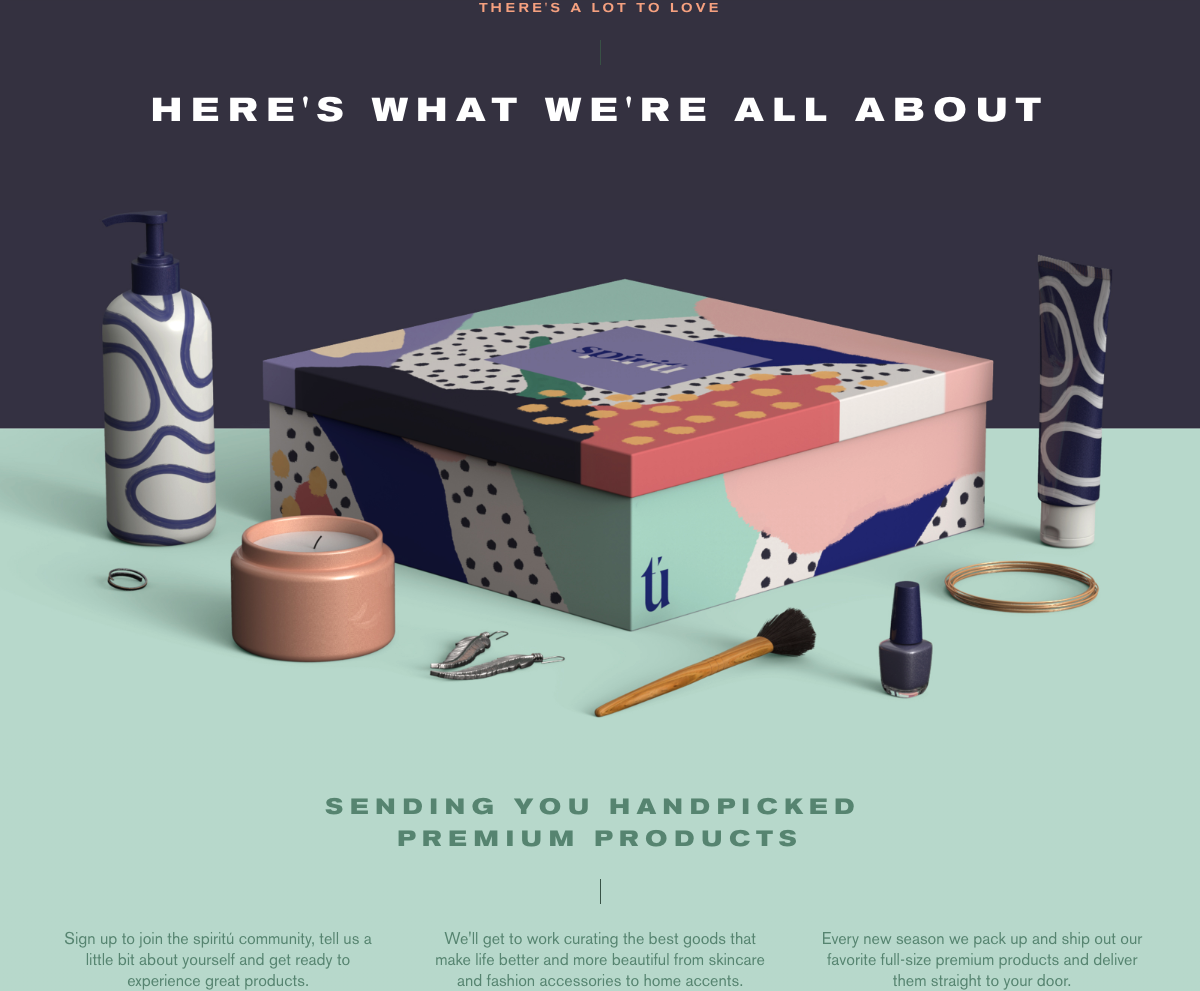 THERE'S A LOT TO LOVE
HERE'S WHAT WE'RE ALL ABOUT
spiritú
tú
SENDING YOU HANDPICKED
PREMIUM PRODUCTS
Sign up to join the spiritú community, tell us a
little bit about yourself and get ready to
experience great products.
We'll get to work curating the best goods that
make life better and more beautiful from skincare
and fashion accessories to home accents.
Every new season we pack up and ship out our
favorite full-size premium products and deliver
them straight to your door.